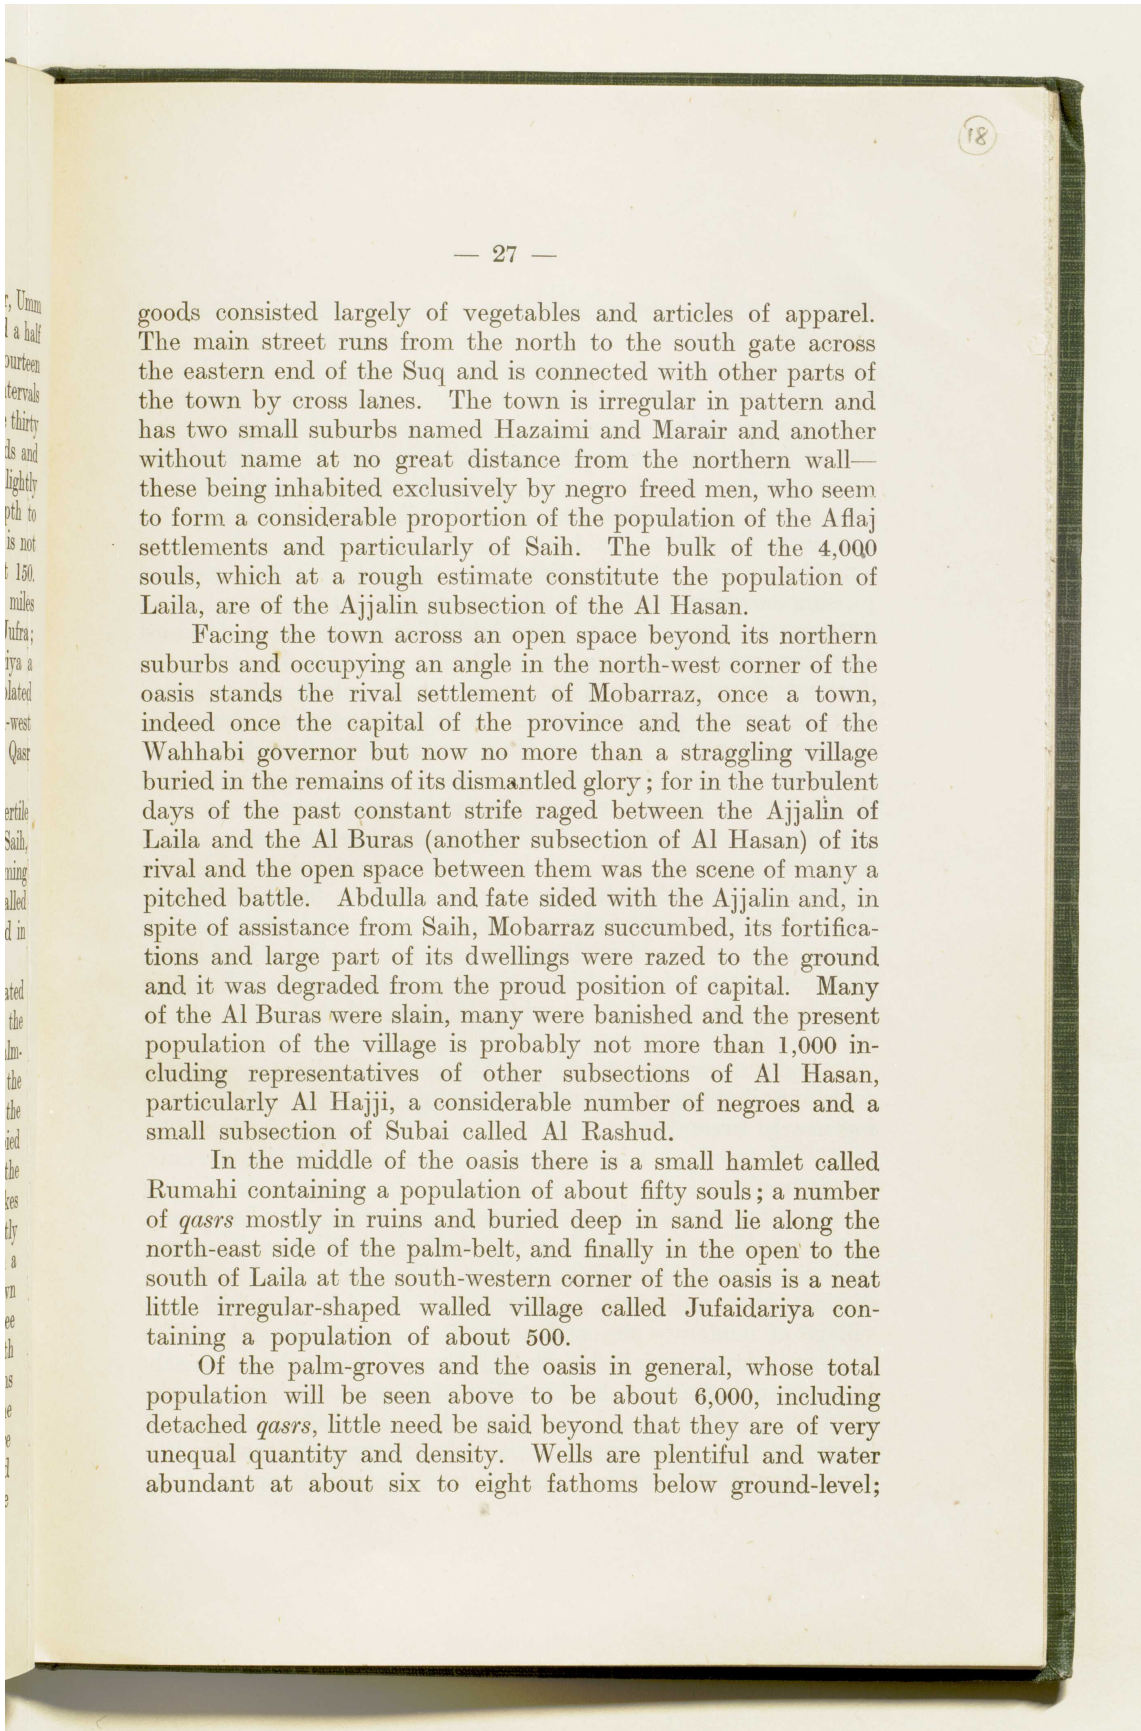 18
— 27 —
goods consisted largely of vegetables and articles of apparel.
The main street runs from the north to the south gate across
the eastern end of the Suq and is connected with other parts of
the town by cross lanes. The town is irregular in pattern and
has two small suburbs named Hazaimi and Marair and another
without name at no great distance from the northern wall—
these being inhabited exclusively by negro freed men, who seem
to form a considerable proportion of the population of the Aflaj
settlements and particularly of Saih. The bulk of the 4,000
souls, which at a rough estimate constitute the population of
Laila, are of the Ajjalin subsection of the Al Hasan.
Facing the town across an open space beyond its northern
suburbs and occupying an angle in the north-west corner of the
oasis stands the rival settlement of Mobarraz, once a town,
indeed once the capital of the province and the seat of the
Wahhabi governor but now no more than a straggling village
buried in the remains of its dismantled glory; for in the turbulent
days of the past constant strife raged between the Ajjalin of
Laila and the Al Buras (another subsection of Al Hasan) of its
rival and the open space between them was the scene of many a
pitched battle. Abdulla and fate sided with the Ajjalin and, in
spite of assistance from Saih, Mobarraz succumbed, its fortifica-
tions and large part of its dwellings were razed to the ground
and it was degraded from the proud position of capital. Many
of the Al Buras were slain, many were banished and the present
population of the village is probably not more than 1,000 in-
cluding representatives of other subsections of Al Hasan,
particularly Al Hajji, a considerable number of negroes and a
small subsection of Subai called Al Rashud.
In the middle of the oasis there is a small hamlet called
Rumahi containing a population of about fifty souls; a number
of qasrs mostly in ruins and buried deep in sand lie along the
north-east side of the palm-belt, and finally in the open to the
south of Laila at the south-western corner of the oasis is a neat
little irregular-shaped walled village called Jufaidariya con-
taining a population of about 500.
Of the palm-groves and the oasis in general, whose total
population will be seen above to be about 6,000, including
detached qasrs, little need be said beyond that they are of very
unequal quantity and density. Wells are plentiful and water
abundant at about six to eight fathoms below ground-level;